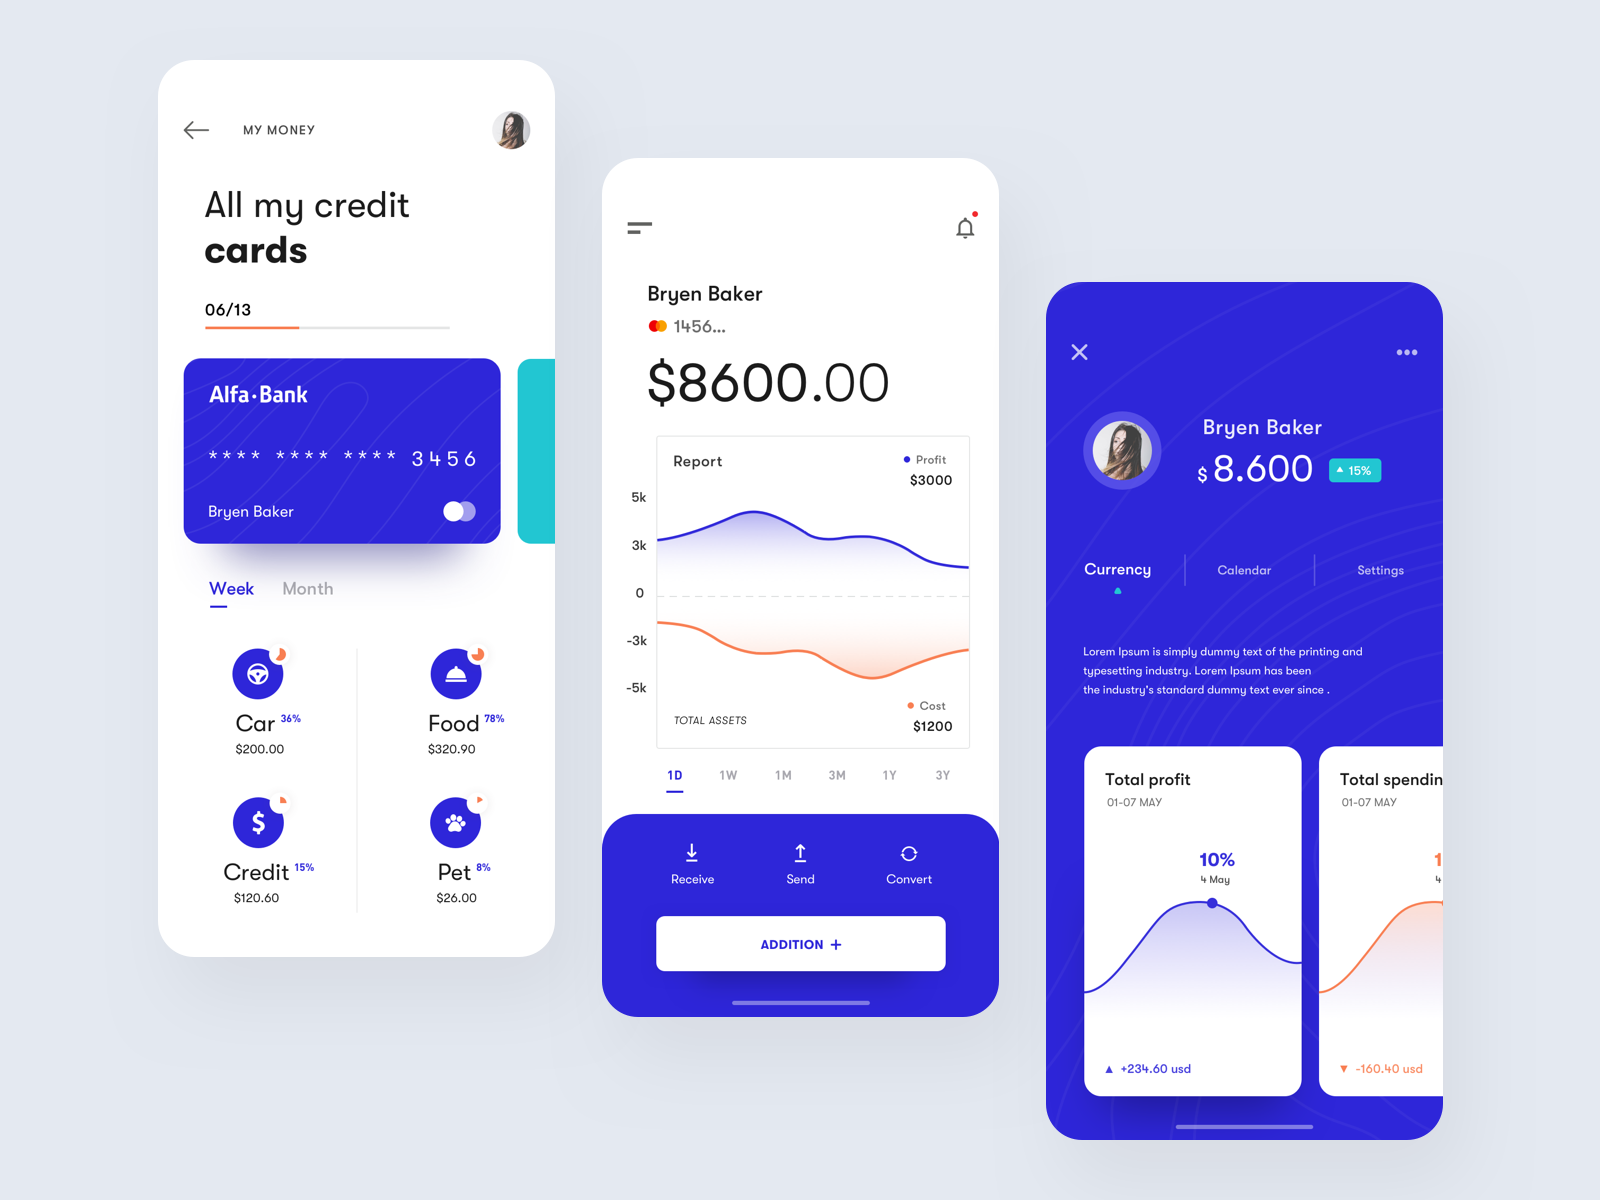 MY MONEY
All my credit
cards
06/13
Alfa·Bank
**** **** **** 3456
Bryen Baker
Week Month
Car 36%
$200.00
Food 78%
$320.90
Credit 15%
$120.60
Pet 8%
$26.00
Bryen Baker
1456...
$8600.00
Report
Profit
$3000
5k
3k
0
-3k
-5k
Cost
$1200
TOTAL ASSETS
1D 1W 1M 3M 1Y 3Y
Receive Send Convert
ADDITION +
Bryen Baker
$ 8.600 15%
Currency Calendar Settings
Lorem Ipsum is simply dummy text of the printing and
typesetting industry. Lorem Ipsum has been
the industry's standard dummy text ever since .
Total profit
01-07 MAY
10%
4 May
+234.60 usd
Total spendin
01-07 MAY
1
4
-160.40 usd